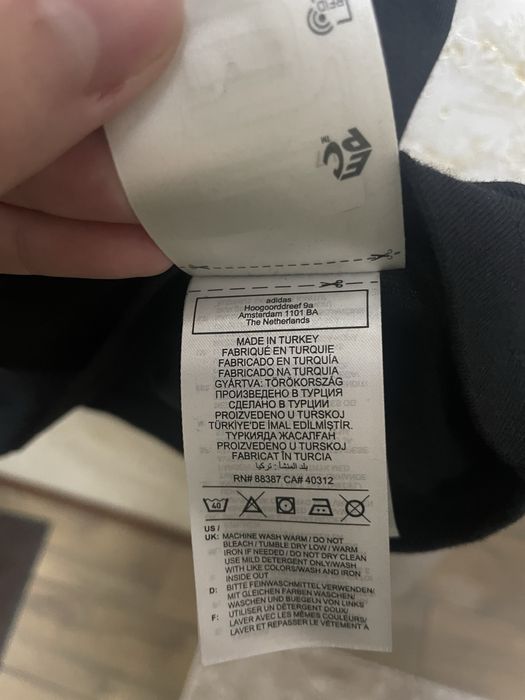 RFID
EPC
TM
adidas
Hoogoorddreef 9a
Amsterdam 1101 BA
The Netherlands
MADE IN TURKEY
FABRIQUÉ EN TURQUIE
FABRICADO EN TURQUÍA
FABRICADO NA TURQUIA
GYÁRTVA: TÖRÖKORSZÁG
ПРОИЗВЕДЕНО В ТУРЦИЯ
СДЕЛАНО В ТУРЦИИ
PROIZVEDENO U TURSKOJ
TÜRKİYE'DE İMAL EDİLMİŞTİR.
ТУРКИЯДА ЖАСАЛҒАН
PROIZVEDENO U TURSKOJ
FABRICAT ÎN TURCIA
بلد المنشأ: تركيا
RN# 88387 CA# 40312
40
US /
UK: MACHINE WASH WARM / DO NOT
BLEACH / TUMBLE DRY LOW / WARM
IRON IF NEEDED / DO NOT DRY CLEAN
USE MILD DETERGENT ONLY/WASH
WITH LIKE COLORS/WASH AND IRON
INSIDE OUT
D: BITTE FEINWASCHMITTEL VERWENDEN/
MIT GLEICHEN FARBEN WASCHEN/
WASCHEN UND BUEGELN VON LINKS
F: UTILISER UN DÉTERGENT DOUX/
LAVER AVEC LES MÊMES COULEURS/
LAVER ET REPASSER LE VÊTEMENT À